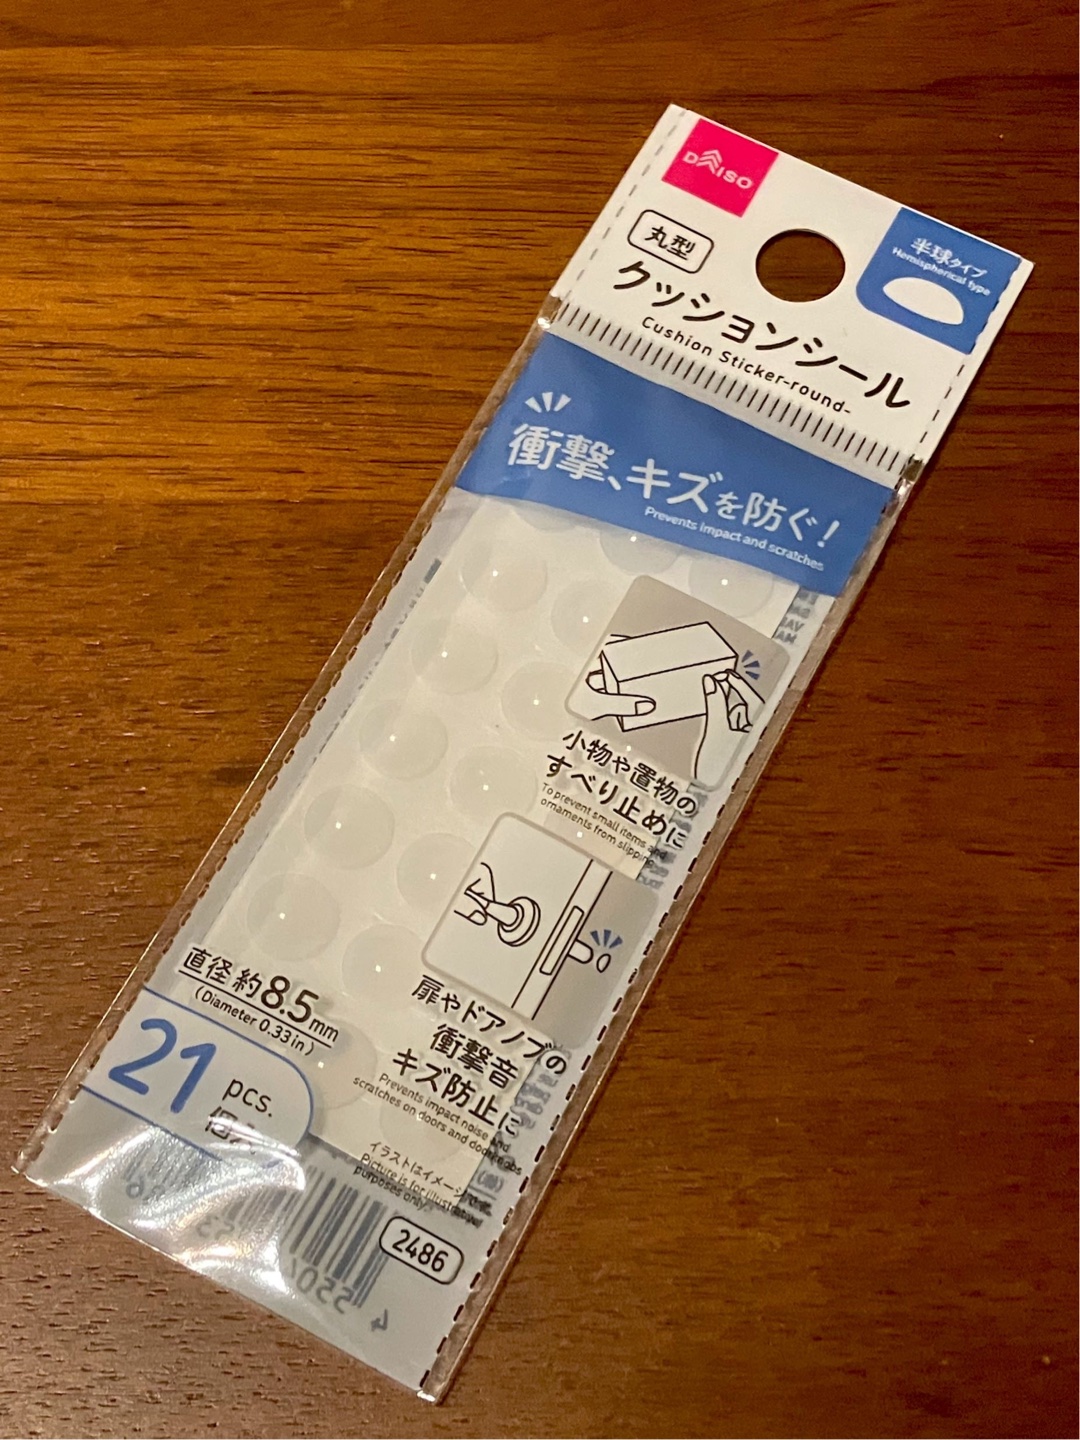 DAISO
丸型
半球タイプ
Hemispherical type
クッションシール
Cushion Sticker-round-
衝撃、キズを防ぐ!
Prevents impact and scratches
小物や置物の
すべり止めに
To prevent small items and
ornaments from slipping
扉やドアノブの
衝撃音
キズ防止に
Prevents impact noise and
scratches on doors and door knobs
直径 約8.5mm
(Diameter 0.33in)
21 pcs.
イラストはイメージです。
Picture is for illustrative
purposes only.
2486